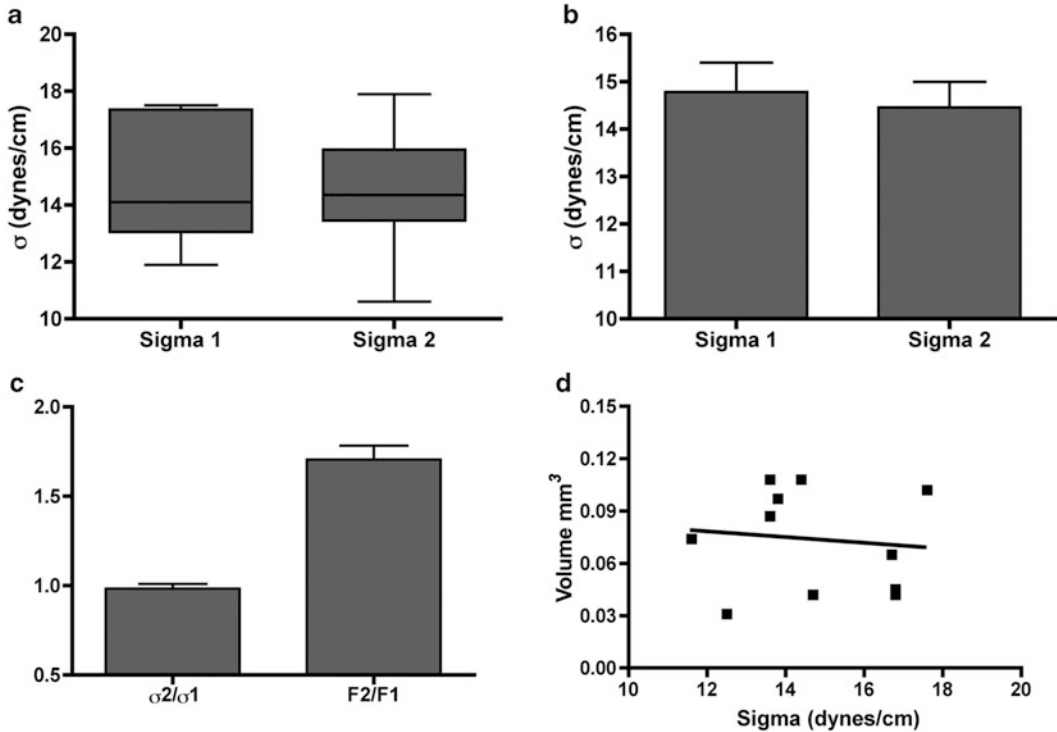 a
20
18
16
14
12
10
σ (dynes/cm)
Sigma 1 Sigma 2
b
16
15
14
13
12
11
10
σ (dynes/cm)
Sigma 1 Sigma 2
c
2.0
1.5
1.0
0.5
σ2/σ1 F2/F1
d
0.15
0.12
0.09
0.06
0.03
0.00
Volume mm³
10 12 14 16 18 20
Sigma (dynes/cm)